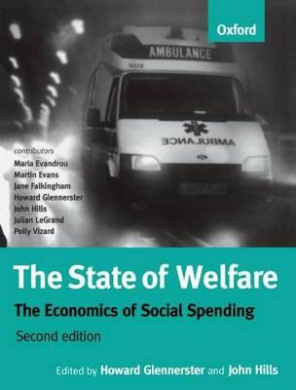 Oxford
AMBULANCE
contributors
Maria Evandrou
Martin Evans
Jane Falkingham
Howard Glennerster
John Hills
Julian LeGrand
Polly Vizard
AMBULANCE
The State of Welfare
The Economics of Social Spending
Second edition
Edited by Howard Glennerster and John Hills